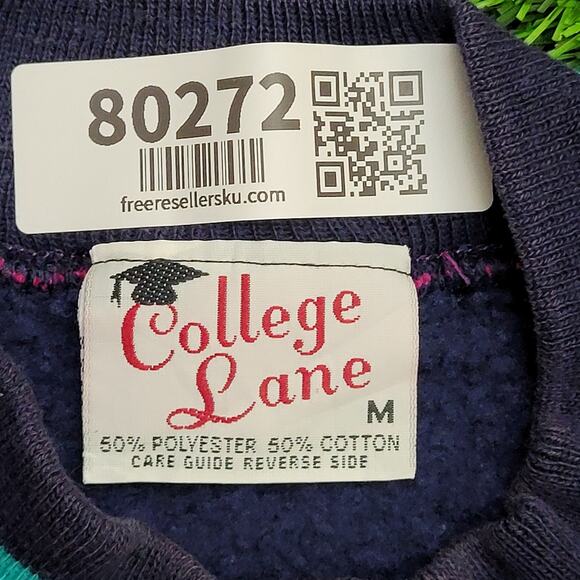 80272
freeresellersku.com
College
Lane
M
50% POLYESTER 50% COTTON
CARE GUIDE REVERSE SIDE